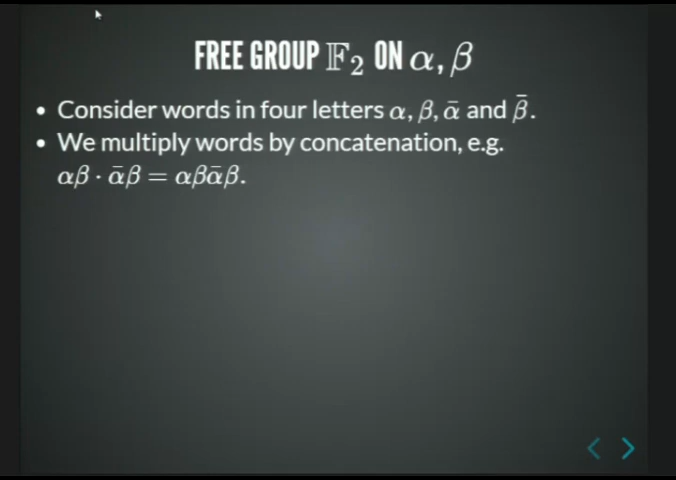 FREE GROUP 𝔽₂ ON α, β
• Consider words in four letters α, β, ᾱ and β̄.
• We multiply words by concatenation, e.g.
αβ · ᾱβ = αβᾱβ.